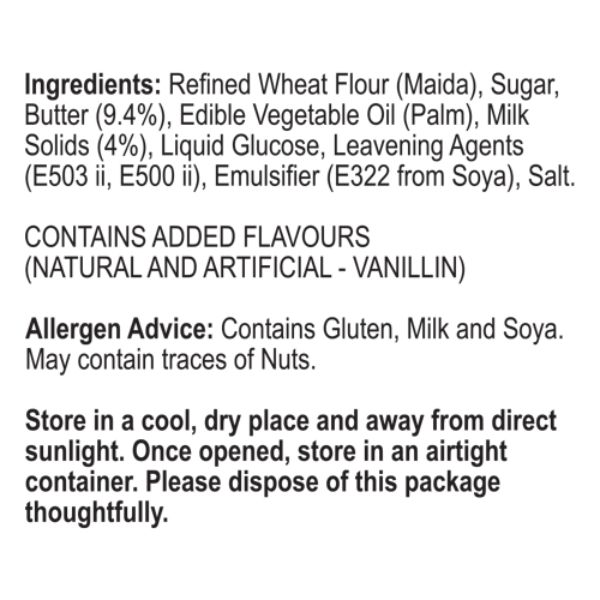 Ingredients: Refined Wheat Flour (Maida), Sugar,
Butter (9.4%), Edible Vegetable Oil (Palm), Milk
Solids (4%), Liquid Glucose, Leavening Agents
(E503 ii, E500 ii), Emulsifier (E322 from Soya), Salt.
CONTAINS ADDED FLAVOURS
(NATURAL AND ARTIFICIAL - VANILLIN)
Allergen Advice: Contains Gluten, Milk and Soya.
May contain traces of Nuts.
Store in a cool, dry place and away from direct
sunlight. Once opened, store in an airtight
container. Please dispose of this package
thoughtfully.